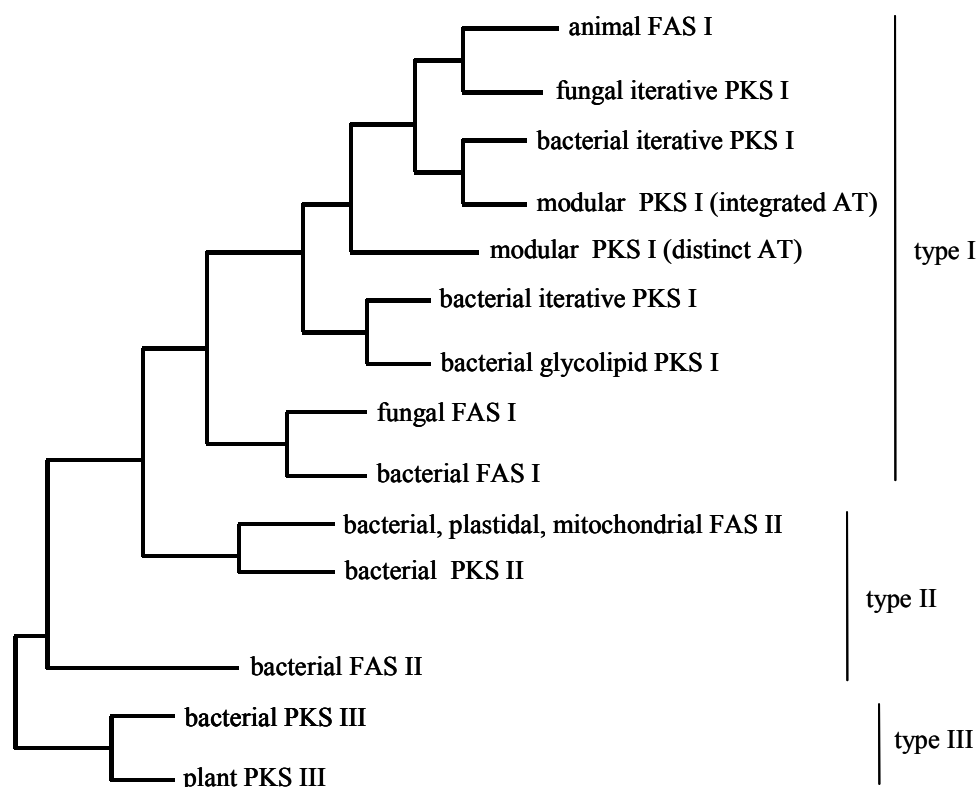 animal FAS I
fungal iterative PKS I
bacterial iterative PKS I
modular PKS I (integrated AT)
modular PKS I (distinct AT)
type I
bacterial iterative PKS I
bacterial glycolipid PKS I
fungal FAS I
bacterial FAS I
bacterial, plastidal, mitochondrial FAS II
bacterial PKS II
type II
bacterial FAS II
bacterial PKS III
type III
plant PKS III